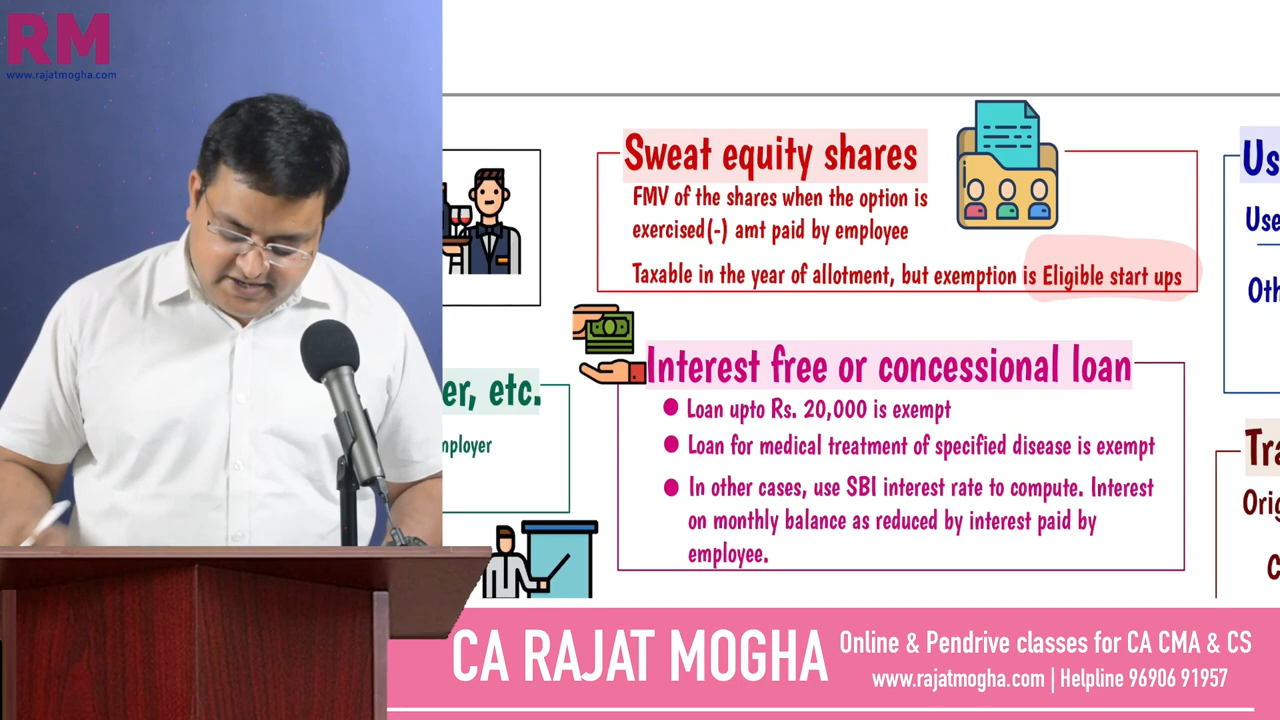 RM
www.rajatmogha.com
Sweat equity shares
FMV of the shares when the option is
exercised(-) amt paid by employee
Taxable in the year of allotment, but exemption is Eligible start ups
Interest free or concessional loan
Loan upto Rs. 20,000 is exempt
Loan for medical treatment of specified disease is exempt
In other cases, use SBI interest rate to compute. Interest
on monthly balance as reduced by interest paid by
employee.
er, etc.
mployer
Us
Use
Oth
Tra
Orig
C
CA RAJAT MOGHA
Online & Pendrive classes for CA CMA & CS
www.rajatmogha.com | Helpline 96906 91957